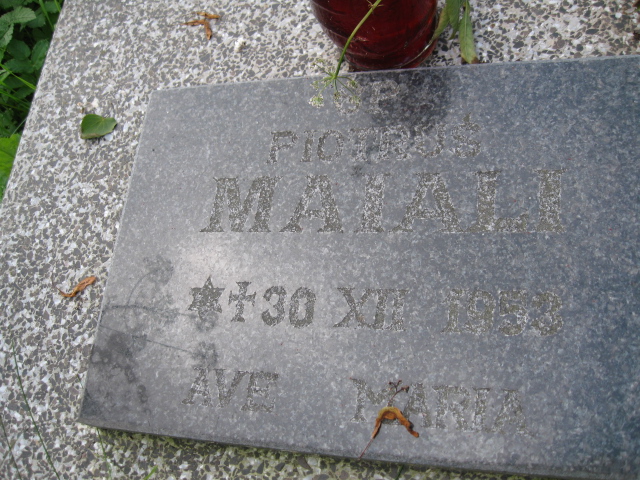 PIOTRUŚ
MAIALI
* † 30 XII 1953
AVE MARIA